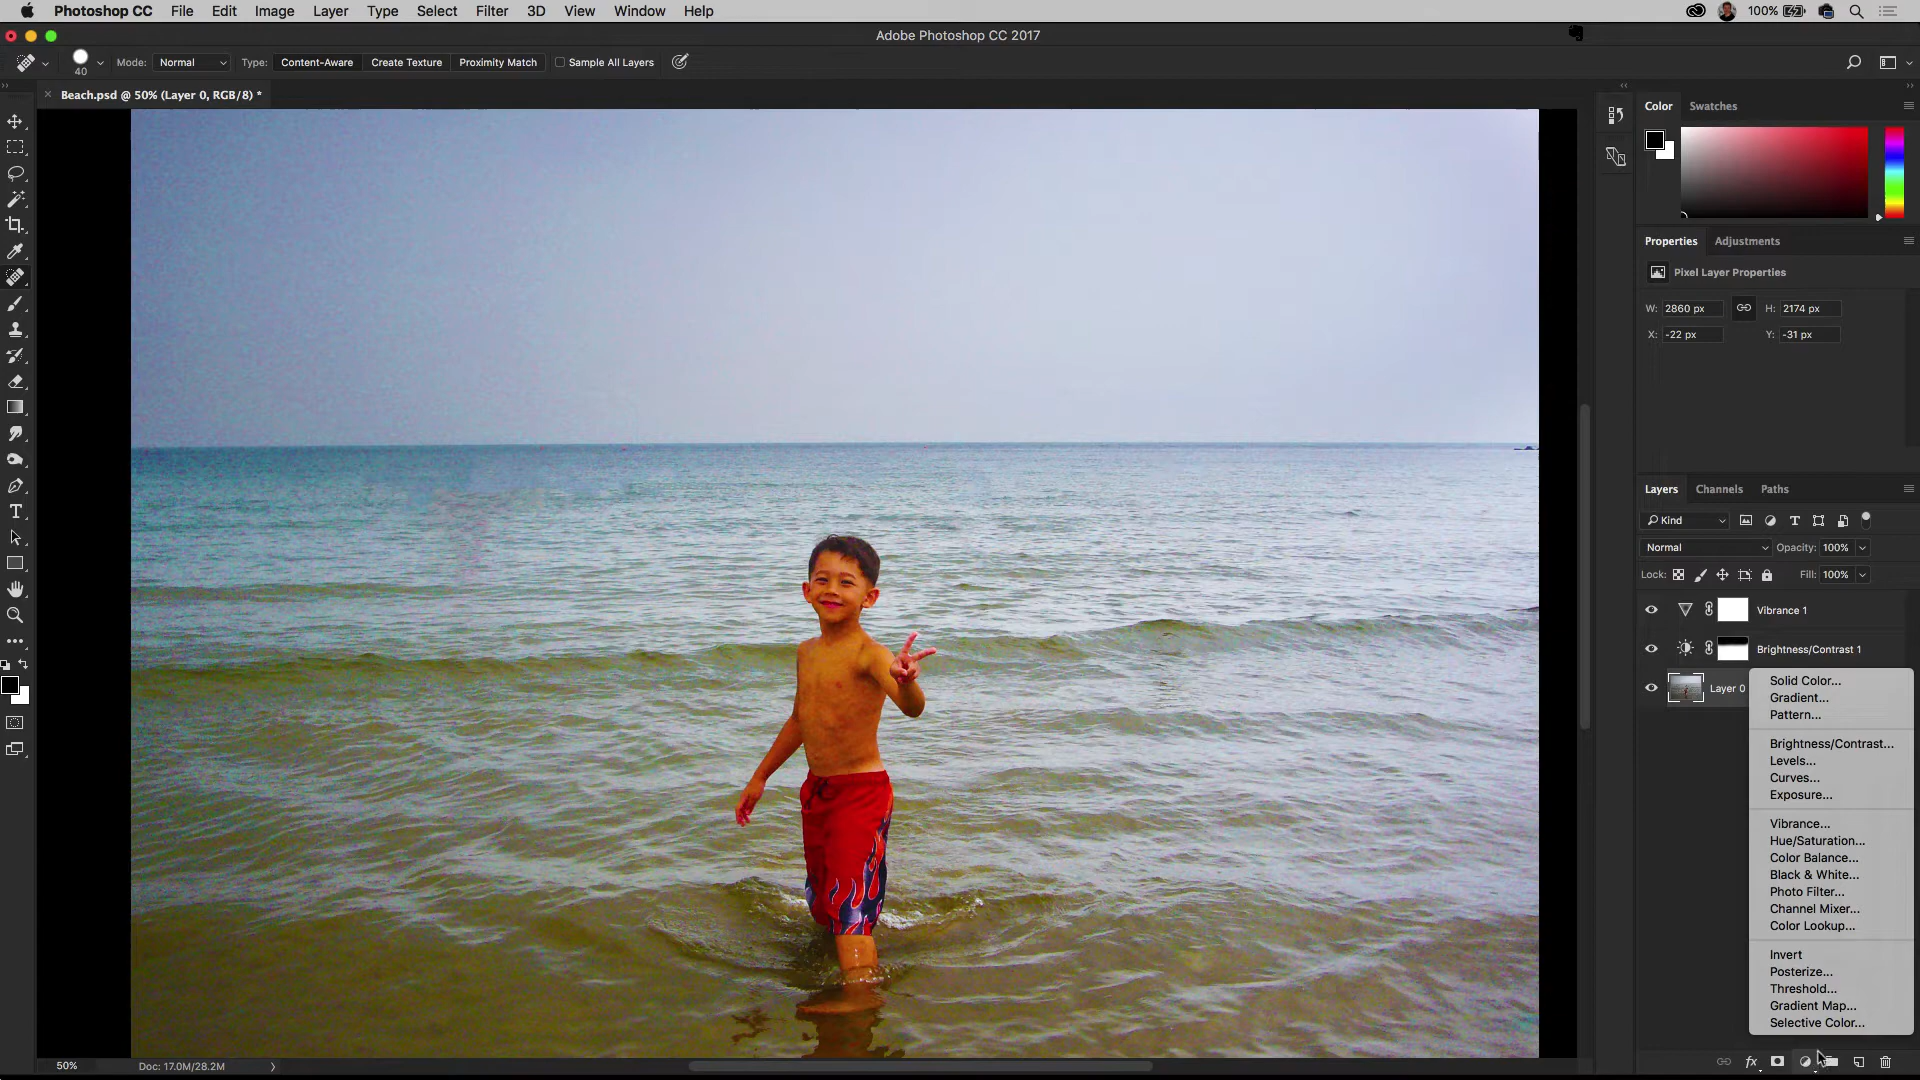 Photoshop CC File Edit Image Layer Type Select Filter 3D View Window Help 100%
Adobe Photoshop CC 2017
40 Mode: Normal Type: Content-Aware Create Texture Proximity Match Sample All Layers
Beach.psd @ 50% (Layer 0, RGB/8) *
Color Swatches
Properties Adjustments
Pixel Layer Properties
W: 2860 px H: 2174 px
X: -22 px Y: -31 px
Layers Channels Paths
Kind
Normal Opacity: 100%
Lock: Fill: 100%
Vibrance 1
Brightness/Contrast 1
Layer 0
Solid Color...
Gradient...
Pattern...
Brightness/Contrast...
Levels...
Curves...
Exposure...
Vibrance...
Hue/Saturation...
Color Balance...
Black & White...
Photo Filter...
Channel Mixer...
Color Lookup...
Invert
Posterize...
Threshold...
Gradient Map...
Selective Color...
50% Doc: 17.0M/28.2M
fx